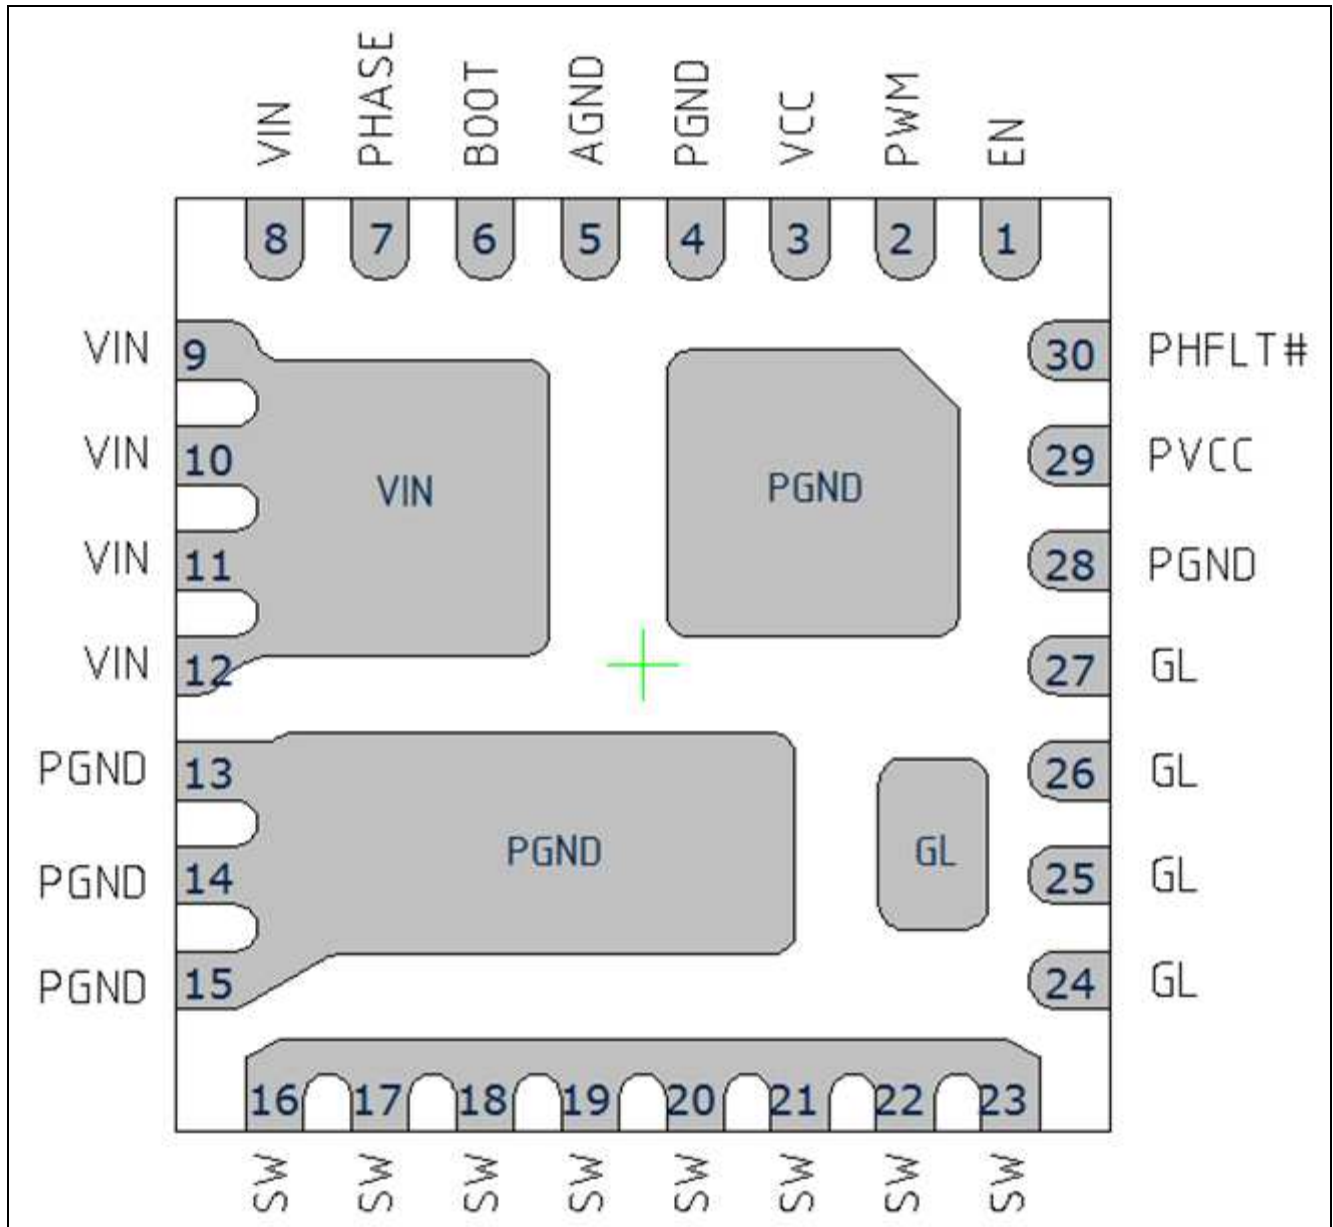 VIN PHASE BOOT AGND PGND VCC PWM EN
8 7 6 5 4 3 2 1
VIN 9 30 PHFLT#
VIN 10 29 PVCC
VIN PGND
VIN 11 28 PGND
VIN 12 27 GL
PGND 13 26 GL
PGND GL
PGND 14 25 GL
PGND 15 24 GL
16 17 18 19 20 21 22 23
SW SW SW SW SW SW SW SW